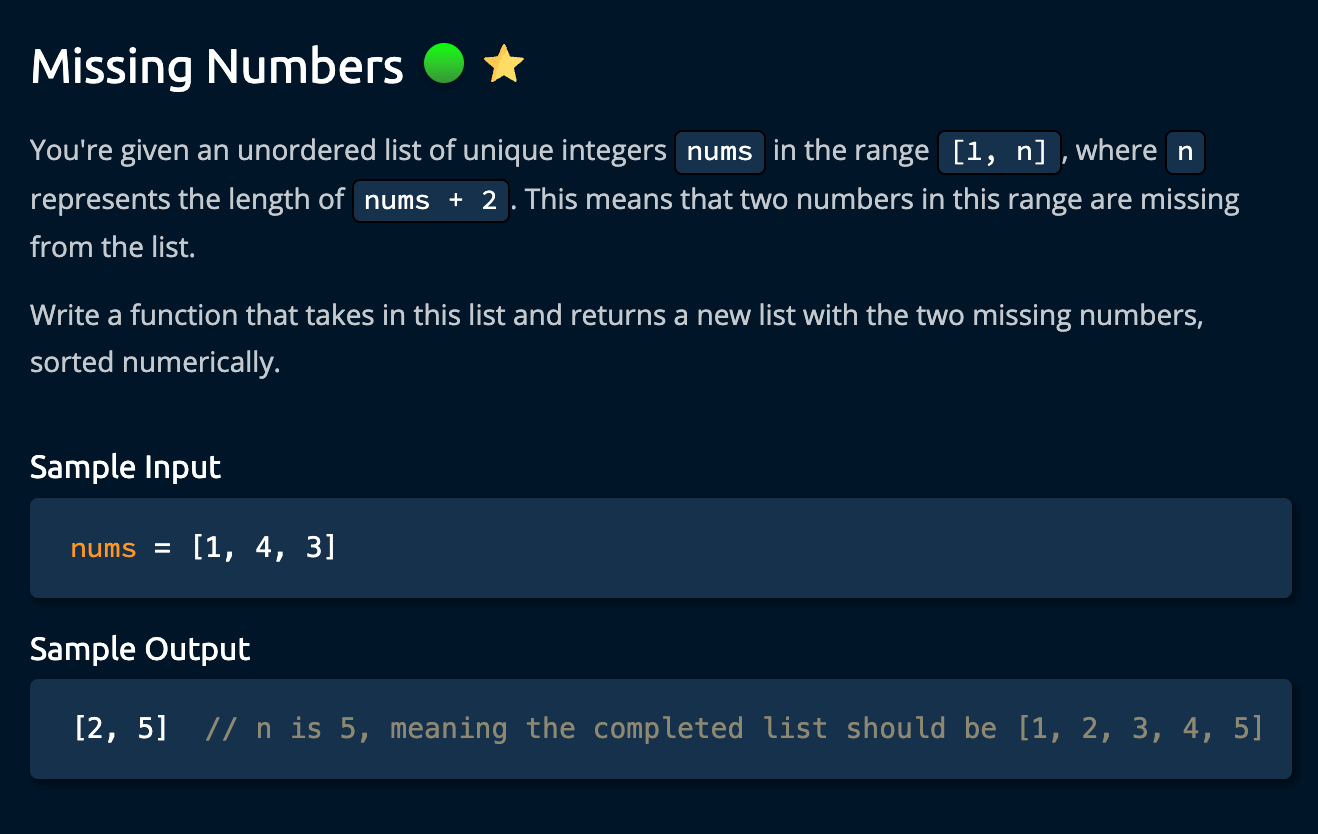 Missing Numbers
You're given an unordered list of unique integers nums in the range [1, n], where n
represents the length of nums + 2. This means that two numbers in this range are missing
from the list.
Write a function that takes in this list and returns a new list with the two missing numbers,
sorted numerically.
Sample Input
nums = [1, 4, 3]
Sample Output
[2, 5]  // n is 5, meaning the completed list should be [1, 2, 3, 4, 5]